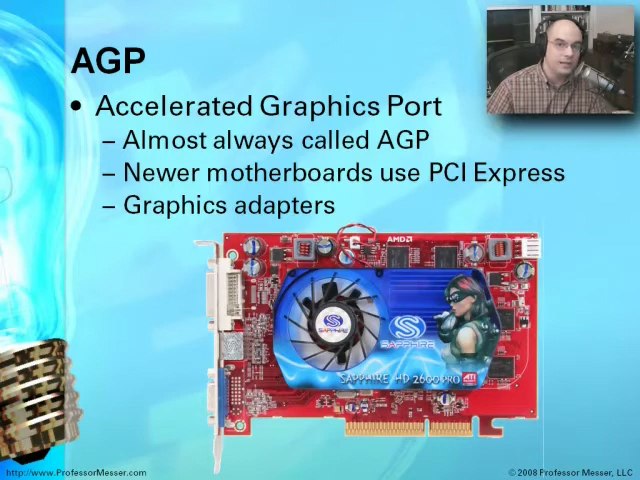 AGP
• Accelerated Graphics Port
– Almost always called AGP
– Newer motherboards use PCI Express
– Graphics adapters
AMD
SAPPHIRE
SAPPHIRE
SAPPHIRE HD 2600 PRO
ATI
http://www.ProfessorMesser.com
© 2008 Professor Messer, LLC